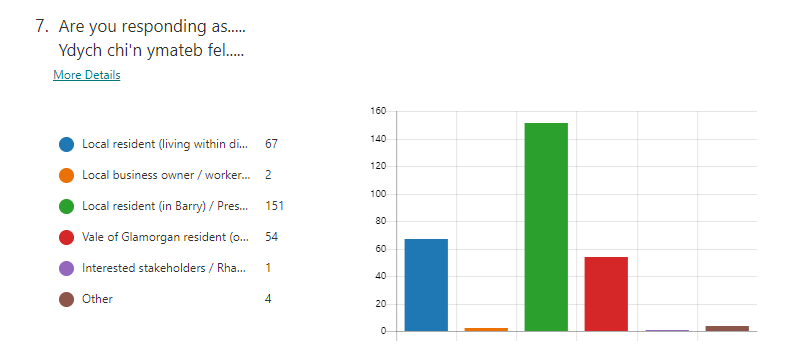 7. Are you responding as.....
Ydych chi'n ymateb fel.....
More Details
Local resident (living within di... 67
Local business owner / worker... 2
Local resident (in Barry) / Pres... 151
Vale of Glamorgan resident (o... 54
Interested stakeholders / Rha... 1
Other 4
160
140
120
100
80
60
40
20
0